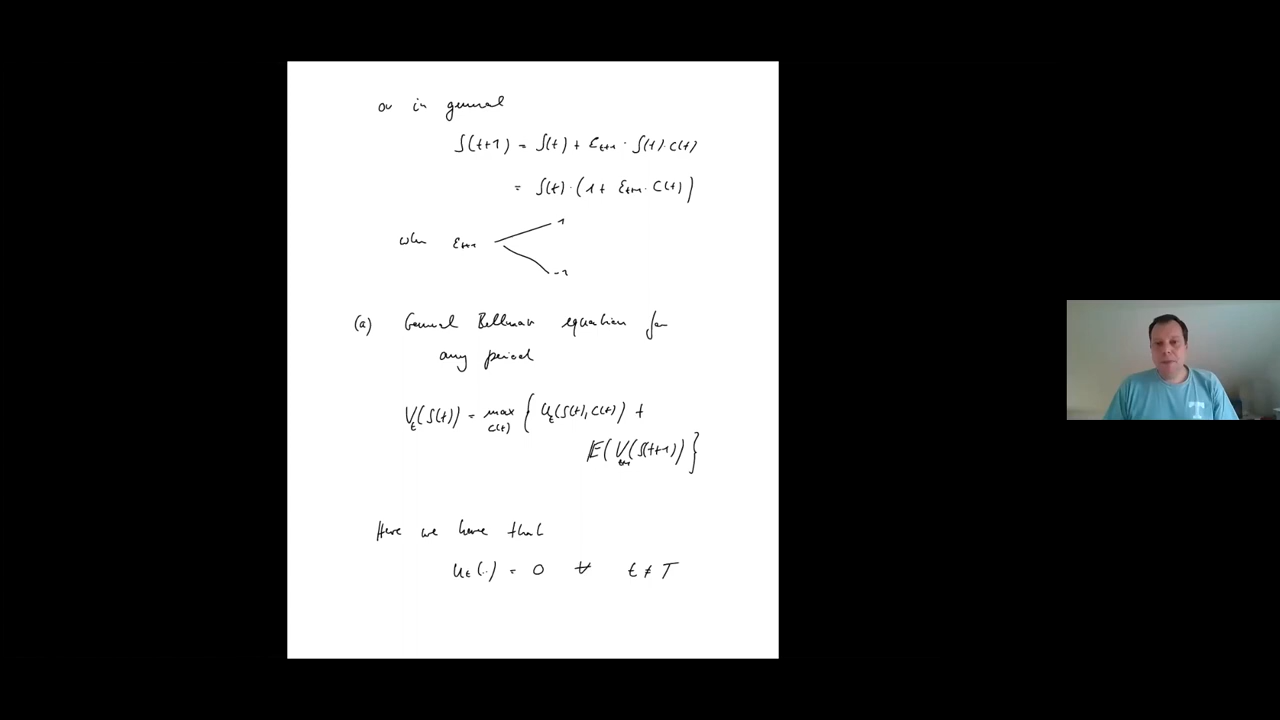 or in general
S(t+1) = S(t) + ε_{t+1} · S(t) · C(t)
= S(t) · (1 + ε_{t+1} · C(t))
1
when ε_{t+1}
-1
(a) General Bellman equation for
any period
V_t(S(t)) = max_{C(t)} { U_t(S(t), C(t)) +
𝔼(V_{t+1}(S(t+1)) }
Here we have that
U_t(..) = 0 ∀ t ≠ T